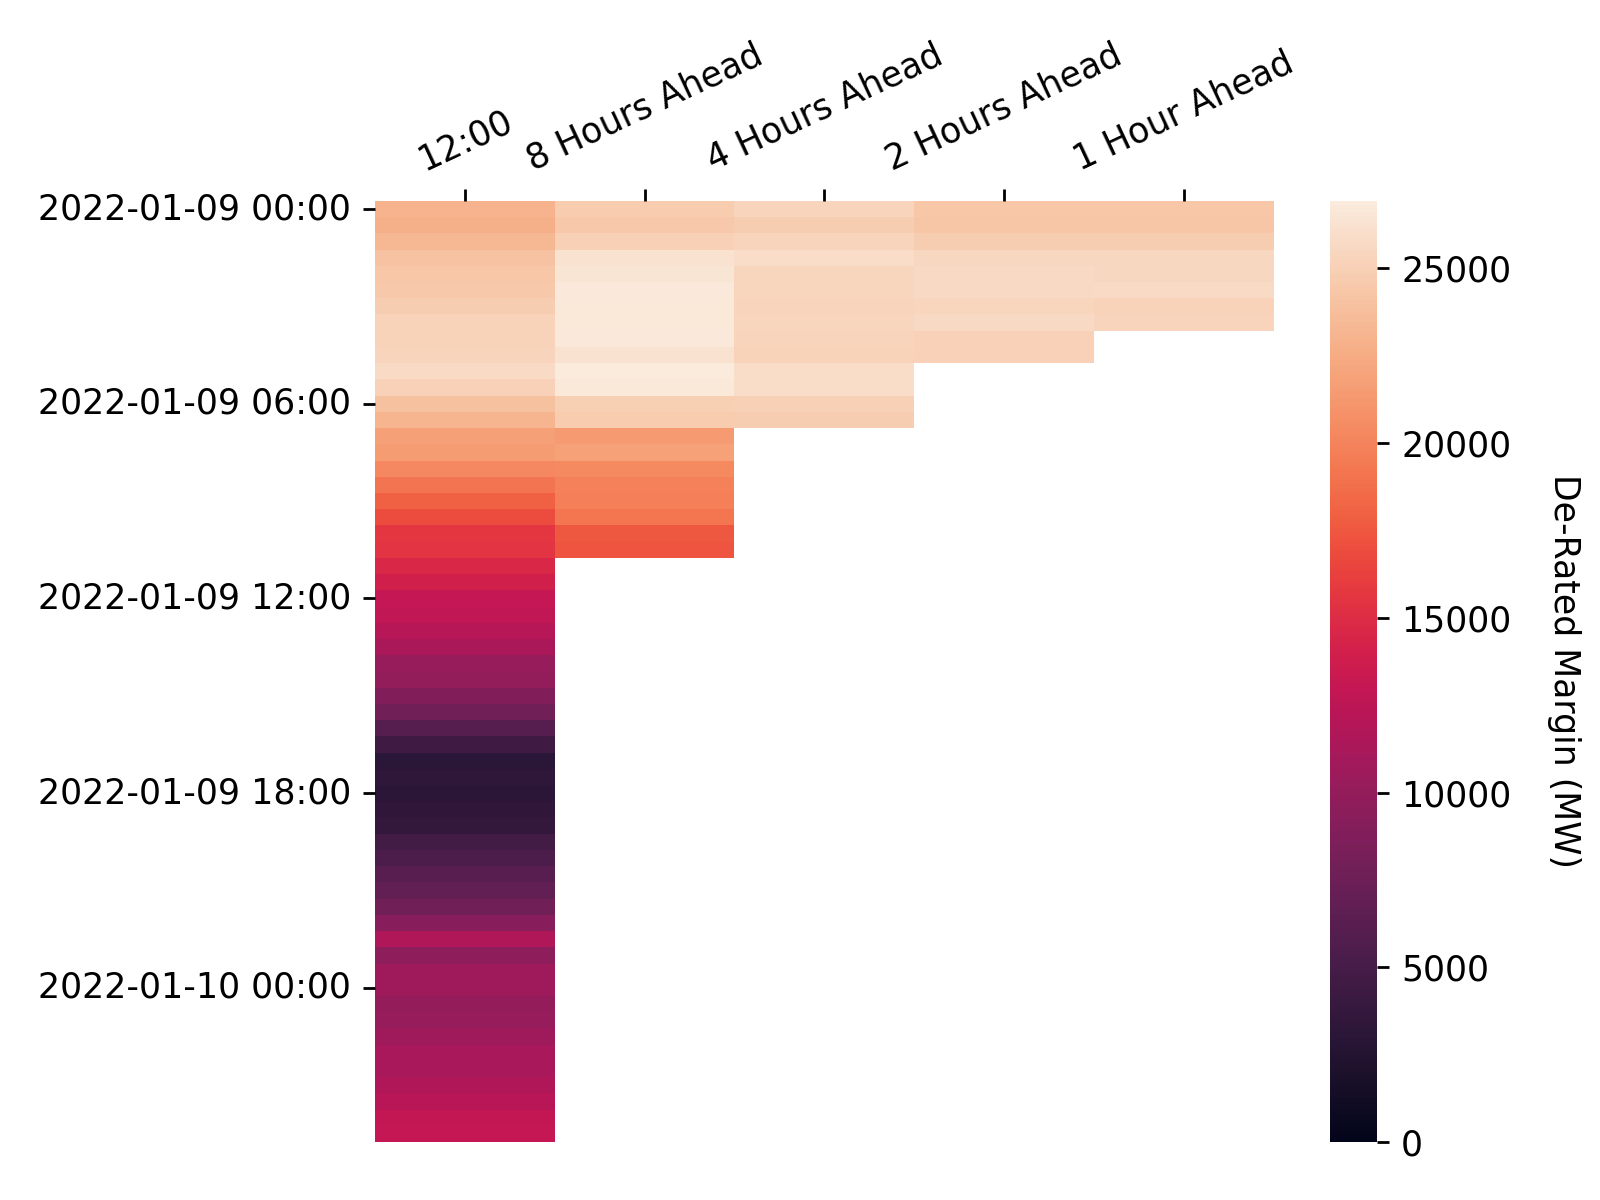 12:00
8 Hours Ahead
4 Hours Ahead
2 Hours Ahead
1 Hour Ahead
2022-01-09 00:00
2022-01-09 06:00
2022-01-09 12:00
2022-01-09 18:00
2022-01-10 00:00
25000
20000
15000
10000
5000
0
De-Rated Margin (MW)